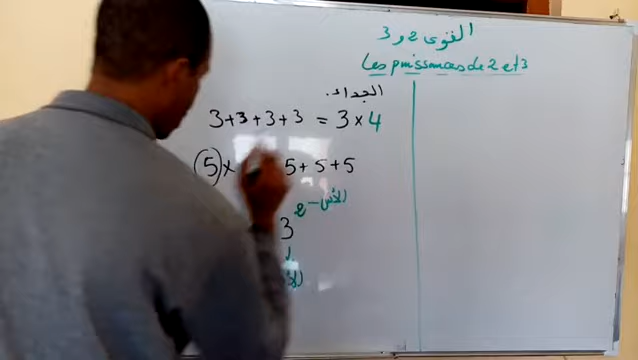 القوى 2 و 3
Les puissances de 2 et 3
الجداء.
3+3+3+3 = 3×4
5× 5+5+5
3 2 - الأس